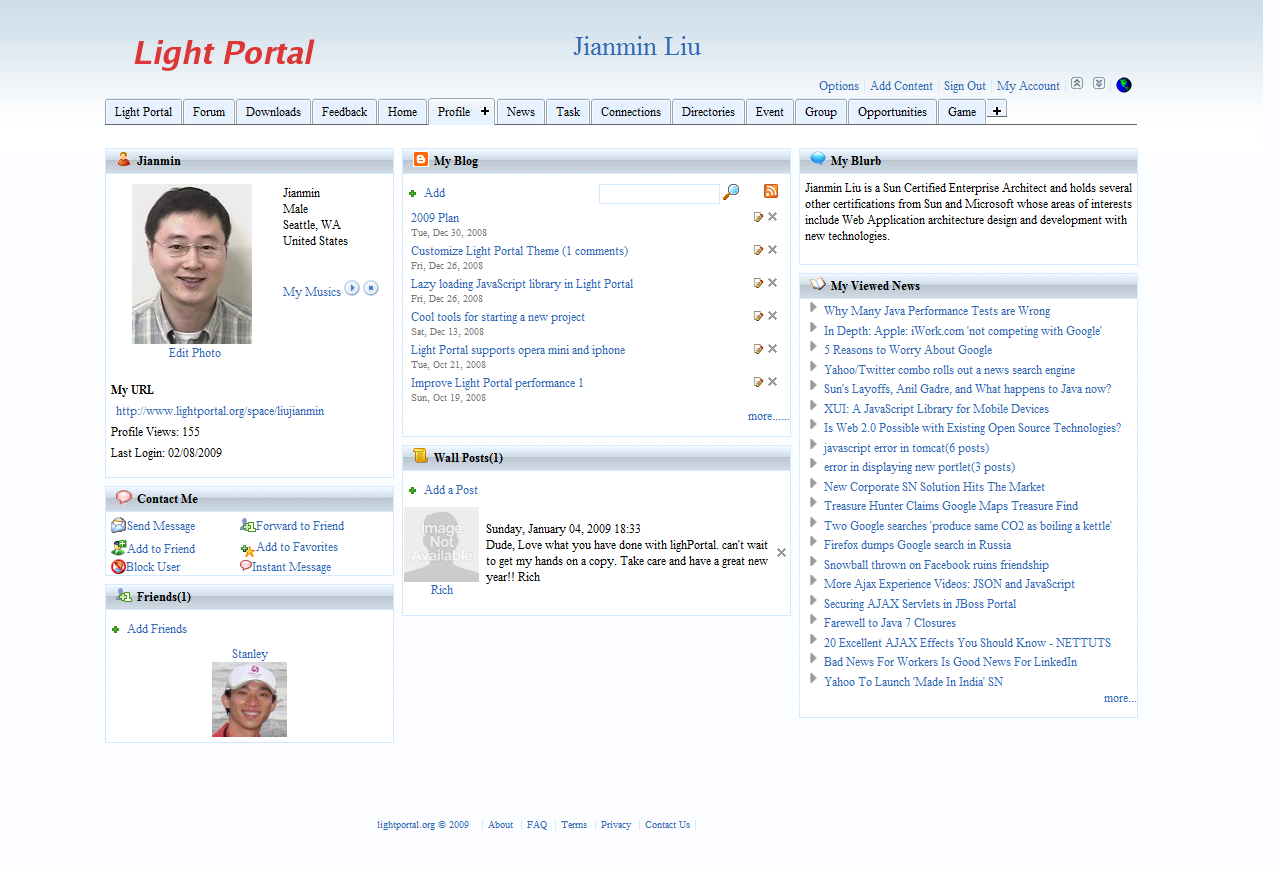 Light Portal
Jianmin Liu
Options | Add Content | Sign Out | My Account
Light Portal Forum Downloads Feedback Home Profile + News Task Connections Directories Event Group Opportunities Game +
Jianmin
Jianmin
Male
Seattle, WA
United States
My Musics
Edit Photo
My URL
http://www.lightportal.org/space/liujianmin
Profile Views: 155
Last Login: 02/08/2009
Contact Me
Send Message Forward to Friend
Add to Friend Add to Favorites
Block User Instant Message
Friends(1)
Add Friends
Stanley
My Blog
Add
2009 Plan
Tue, Dec 30, 2008
Customize Light Portal Theme (1 comments)
Fri, Dec 26, 2008
Lazy loading JavaScript library in Light Portal
Fri, Dec 26, 2008
Cool tools for starting a new project
Sat, Dec 13, 2008
Light Portal supports opera mini and iphone
Tue, Oct 21, 2008
Improve Light Portal performance 1
Sun, Oct 19, 2008
more......
Wall Posts(1)
Add a Post
Image
Not
Available
Rich
Sunday, January 04, 2009 18:33
Dude, Love what you have done with lighPortal. can't wait
to get my hands on a copy. Take care and have a great new
year!! Rich
My Blurb
Jianmin Liu is a Sun Certified Enterprise Architect and holds several
other certifications from Sun and Microsoft whose areas of interests
include Web Application architecture design and development with
new technologies.
My Viewed News
Why Many Java Performance Tests are Wrong
In Depth: Apple: iWork.com 'not competing with Google'
5 Reasons to Worry About Google
Yahoo/Twitter combo rolls out a news search engine
Sun's Layoffs, Anil Gadre, and What happens to Java now?
XUI: A JavaScript Library for Mobile Devices
Is Web 2.0 Possible with Existing Open Source Technologies?
javascript error in tomcat(6 posts)
error in displaying new portlet(3 posts)
New Corporate SN Solution Hits The Market
Treasure Hunter Claims Google Maps Treasure Find
Two Google searches 'produce same CO2 as boiling a kettle'
Firefox dumps Google search in Russia
Snowball thrown on Facebook ruins friendship
More Ajax Experience Videos: JSON and JavaScript
Securing AJAX Servlets in JBoss Portal
Farewell to Java 7 Closures
20 Excellent AJAX Effects You Should Know - NETTUTS
Bad News For Workers Is Good News For LinkedIn
Yahoo To Launch 'Made In India' SN
more...
lightportal.org © 2009 | About | FAQ | Terms | Privacy | Contact Us |